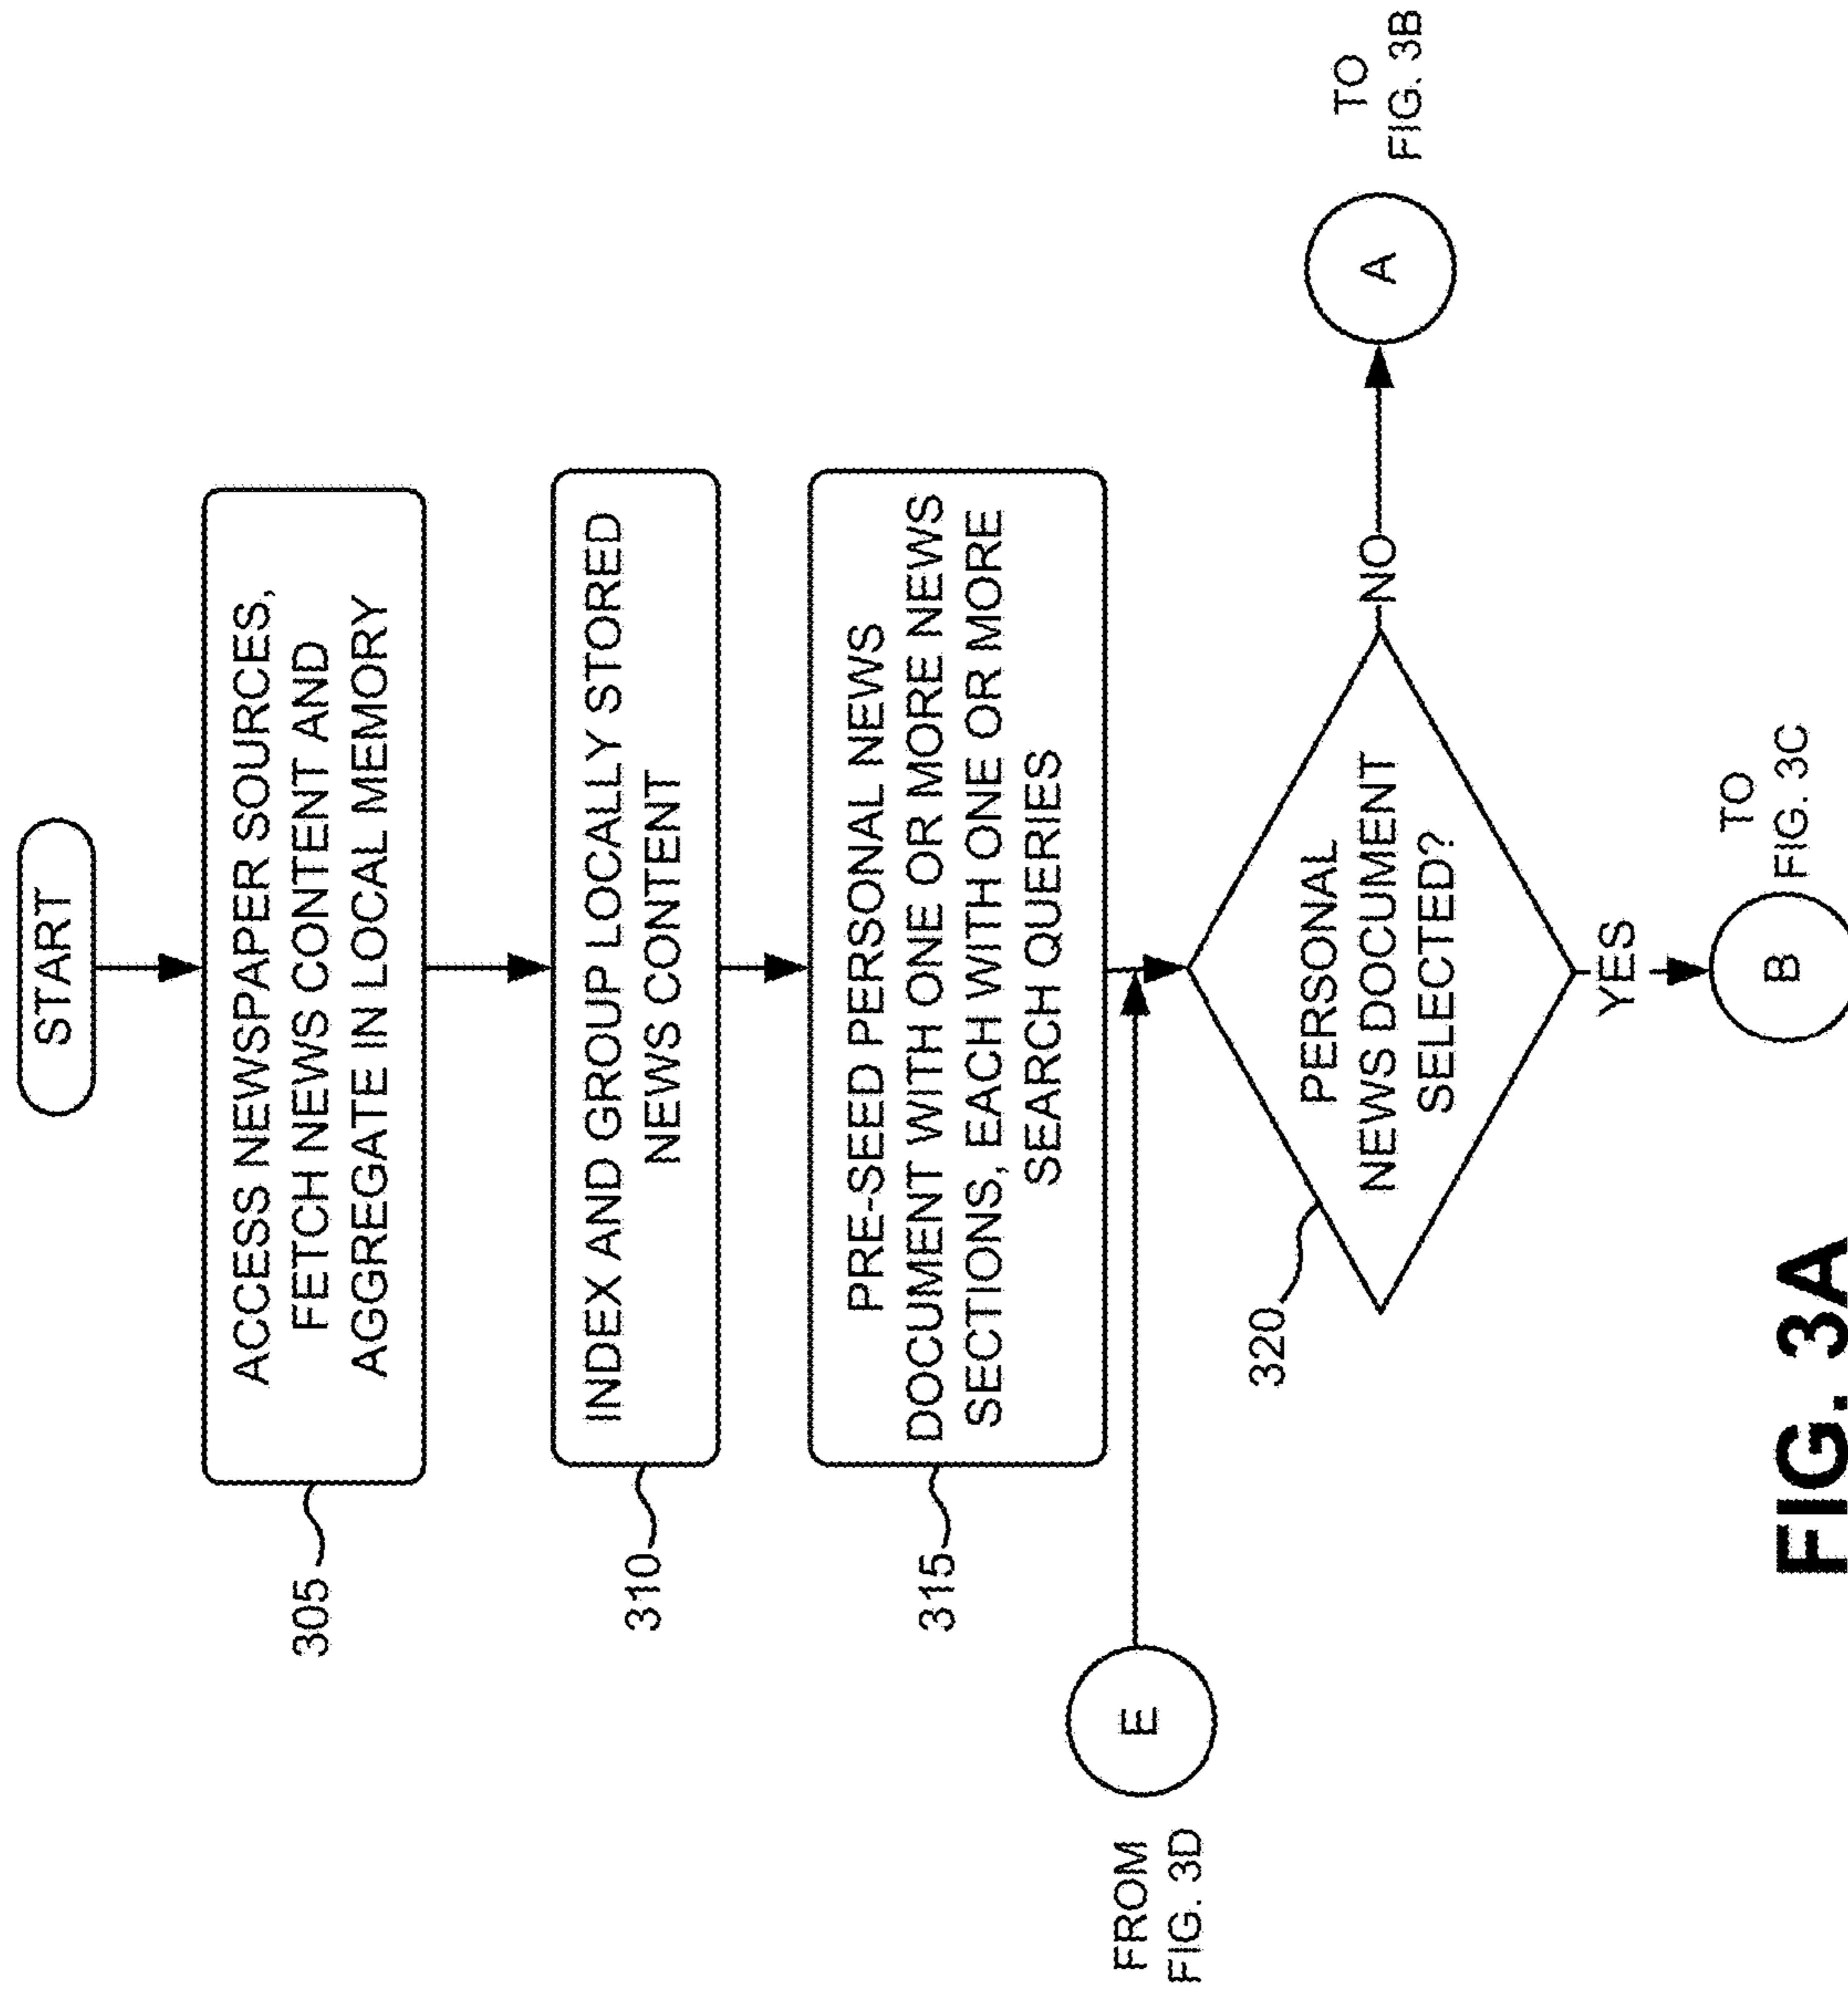 START
ACCESS NEWSPAPER SOURCES,
FETCH NEWS CONTENT AND
AGGREGATE IN LOCAL MEMORY
305
INDEX AND GROUP LOCALLY STORED
NEWS CONTENT
310
PRE-SEED PERSONAL NEWS
DOCUMENT WITH ONE OR MORE NEWS
SECTIONS, EACH WITH ONE OR MORE
SEARCH QUERIES
315
FROM
FIG. 3D
E
320
PERSONAL
NEWS DOCUMENT
SELECTED?
NO
A
TO
FIG. 3B
YES
B
TO
FIG. 3C
FIG. 3A